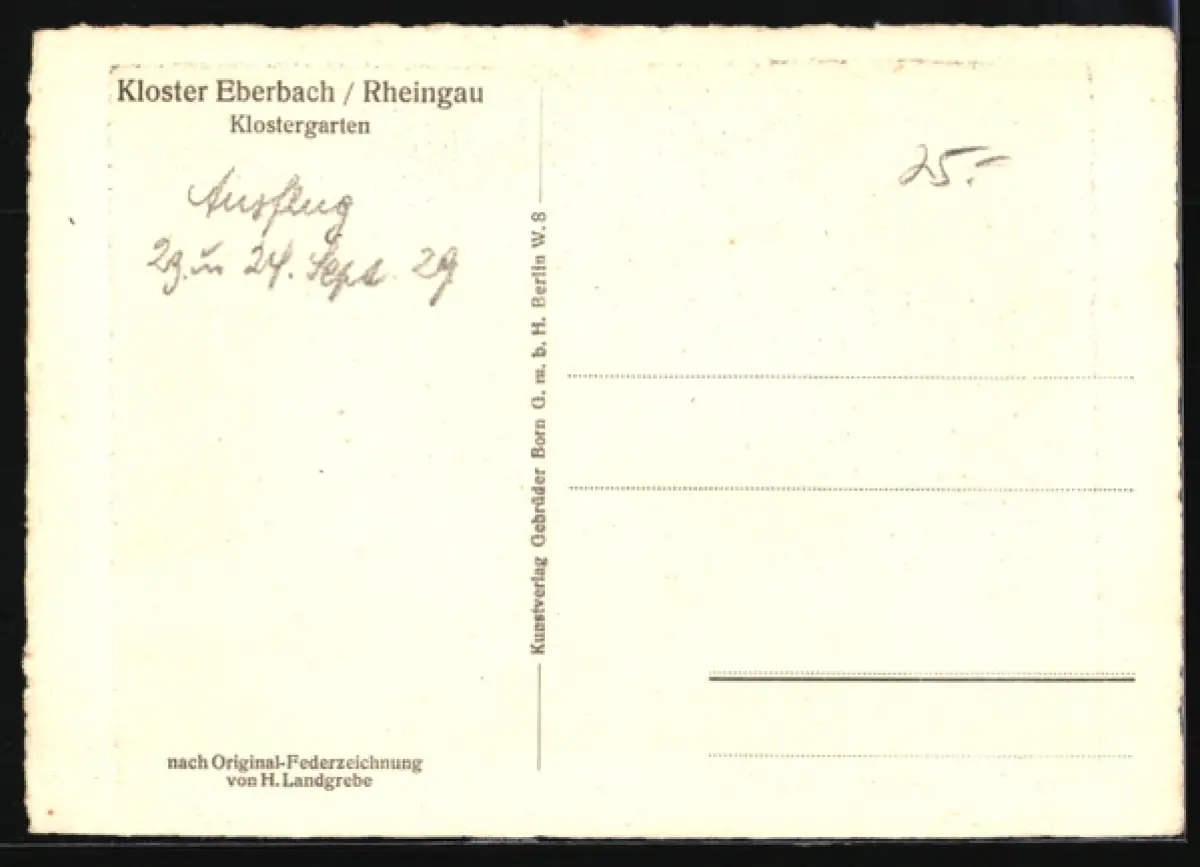 Kloster Eberbach / Rheingau
Klostergarten
Ausflug
23. u 24. Sept. 29
nach Original-Federzeichnung
von H. Landgrebe
Kunstverlag Gebrüder Born G. m. b. H. Berlin W. 8
25.-